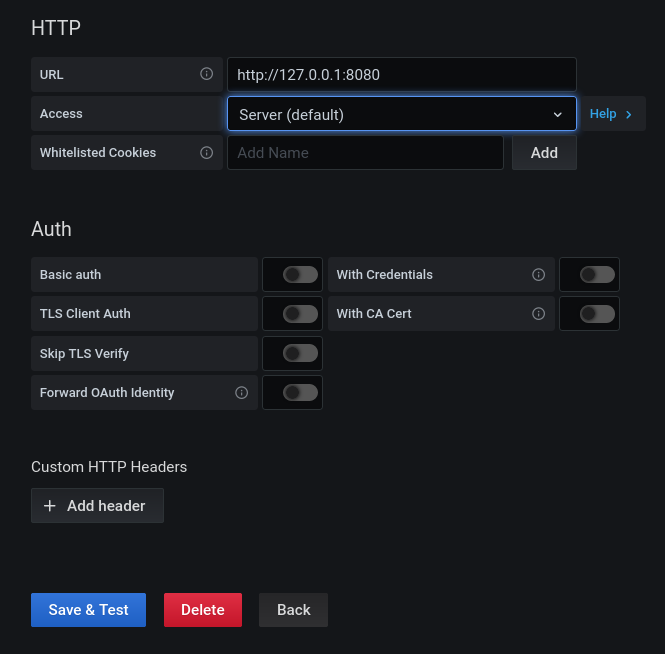 HTTP
URL
http://127.0.0.1:8080
Access
Server (default)
Help
Whitelisted Cookies
Add Name
Add
Auth
Basic auth
With Credentials
TLS Client Auth
With CA Cert
Skip TLS Verify
Forward OAuth Identity
Custom HTTP Headers
+ Add header
Save & Test
Delete
Back